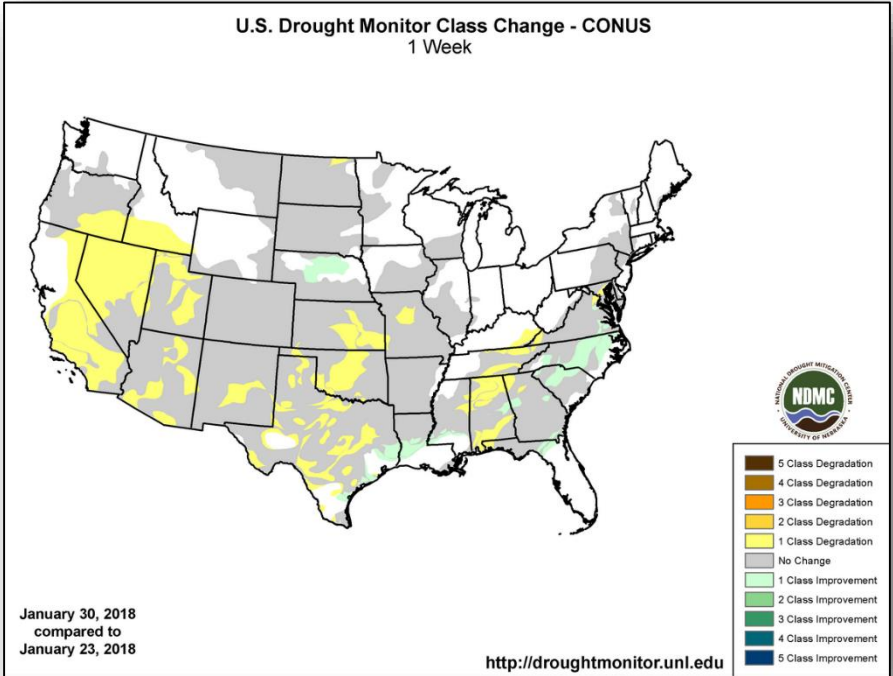 U.S. Drought Monitor Class Change - CONUS
1 Week
NATIONAL DROUGHT MITIGATION CENTER
NDMC
UNIVERSITY OF NEBRASKA
5 Class Degradation
4 Class Degradation
3 Class Degradation
2 Class Degradation
1 Class Degradation
No Change
1 Class Improvement
2 Class Improvement
3 Class Improvement
4 Class Improvement
5 Class Improvement
January 30, 2018
compared to
January 23, 2018
http://droughtmonitor.unl.edu